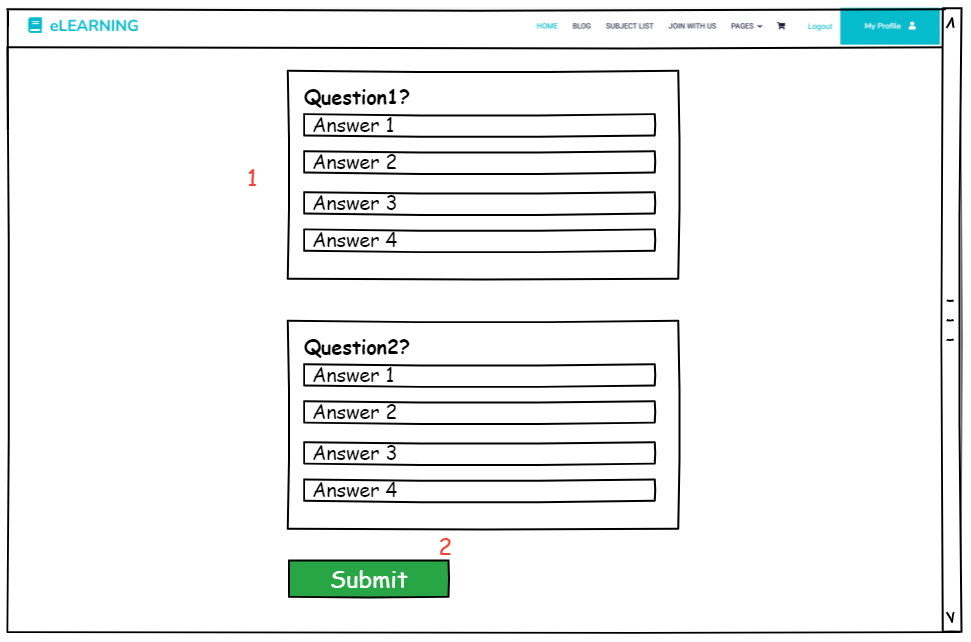 eLEARNING HOME BLOG SUBJECT LIST JOIN WITH US PAGES Logout My Profile
Question1?
Answer 1
Answer 2
1
Answer 3
Answer 4
Question2?
Answer 1
Answer 2
Answer 3
Answer 4
2
Submit